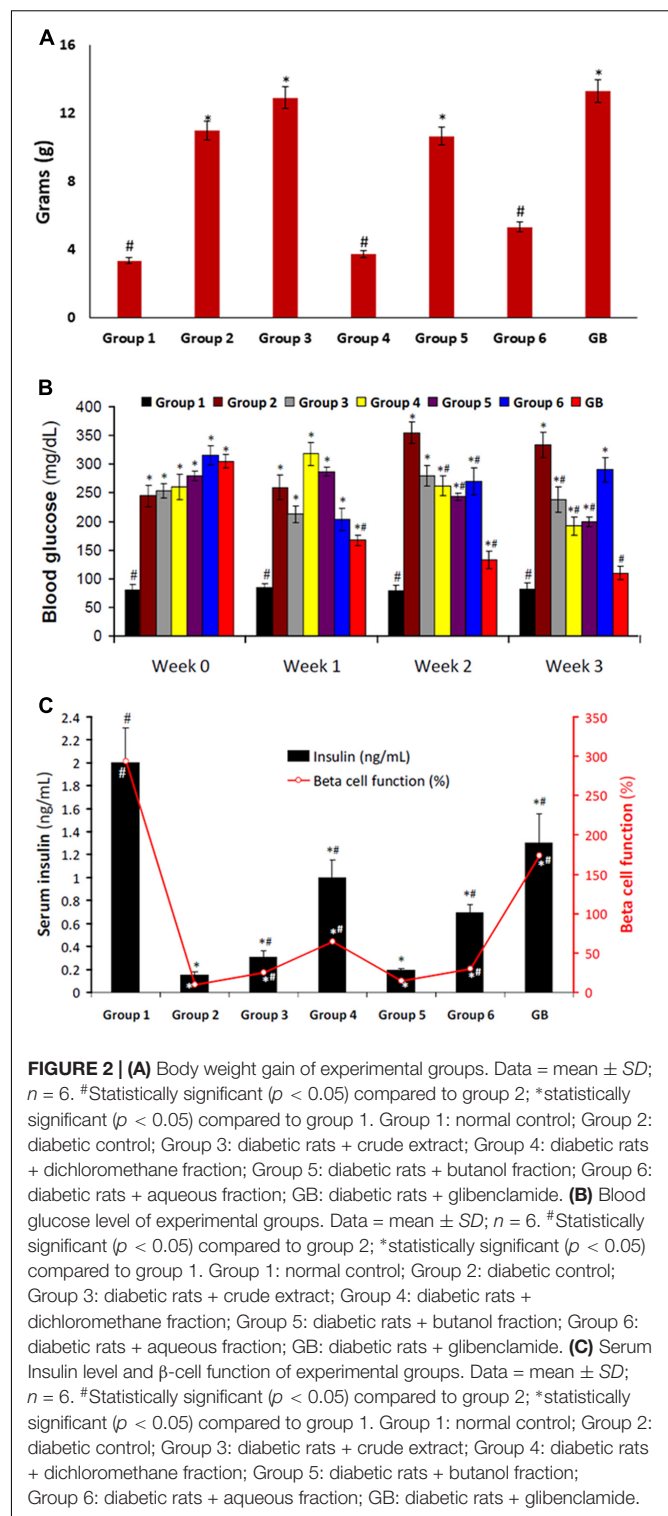 A
16
12
8
4
0
Grams (g)
# * * # * # *
Group 1 Group 2 Group 3 Group 4 Group 5 Group 6 GB
B
Group 1 Group 2 Group 3 Group 4 Group 5 Group 6 GB
400
350
300
250
200
150
100
50
0
Blood glucose (mg/dL)
# * * * * * *
# * * * * * *#
# * * *# *# *# *#
# * *# *# *# * #
Week 0 Week 1 Week 2 Week 3
C
2.4
2.2
2
1.8
1.6
1.4
1.2
1
0.8
0.6
0.4
0.2
0
Serum insulin (ng/mL)
Insulin (ng/mL)
Beta cell function (%)
# * *# *# * *# *#
# * *# *# * *# *#
350
300
250
200
150
100
50
0
Beta cell function (%)
Group 1 Group 2 Group 3 Group 4 Group 5 Group 6 GB
FIGURE 2 | (A) Body weight gain of experimental groups. Data = mean ± SD;
n = 6. #Statistically significant (p < 0.05) compared to group 2; *statistically
significant (p < 0.05) compared to group 1. Group 1: normal control; Group 2:
diabetic control; Group 3: diabetic rats + crude extract; Group 4: diabetic rats
+ dichloromethane fraction; Group 5: diabetic rats + butanol fraction; Group 6:
diabetic rats + aqueous fraction; GB: diabetic rats + glibenclamide. (B) Blood
glucose level of experimental groups. Data = mean ± SD; n = 6. #Statistically
significant (p < 0.05) compared to group 2; *statistically significant (p < 0.05)
compared to group 1. Group 1: normal control; Group 2: diabetic control;
Group 3: diabetic rats + crude extract; Group 4: diabetic rats +
dichloromethane fraction; Group 5: diabetic rats + butanol fraction; Group 6:
diabetic rats + aqueous fraction; GB: diabetic rats + glibenclamide. (C) Serum
Insulin level and β-cell function of experimental groups. Data = mean ± SD;
n = 6. #Statistically significant (p < 0.05) compared to group 2; *statistically
significant (p < 0.05) compared to group 1. Group 1: normal control; Group 2:
diabetic control; Group 3: diabetic rats + crude extract; Group 4: diabetic rats
+ dichloromethane fraction; Group 5: diabetic rats + butanol fraction;
Group 6: diabetic rats + aqueous fraction; GB: diabetic rats + glibenclamide.